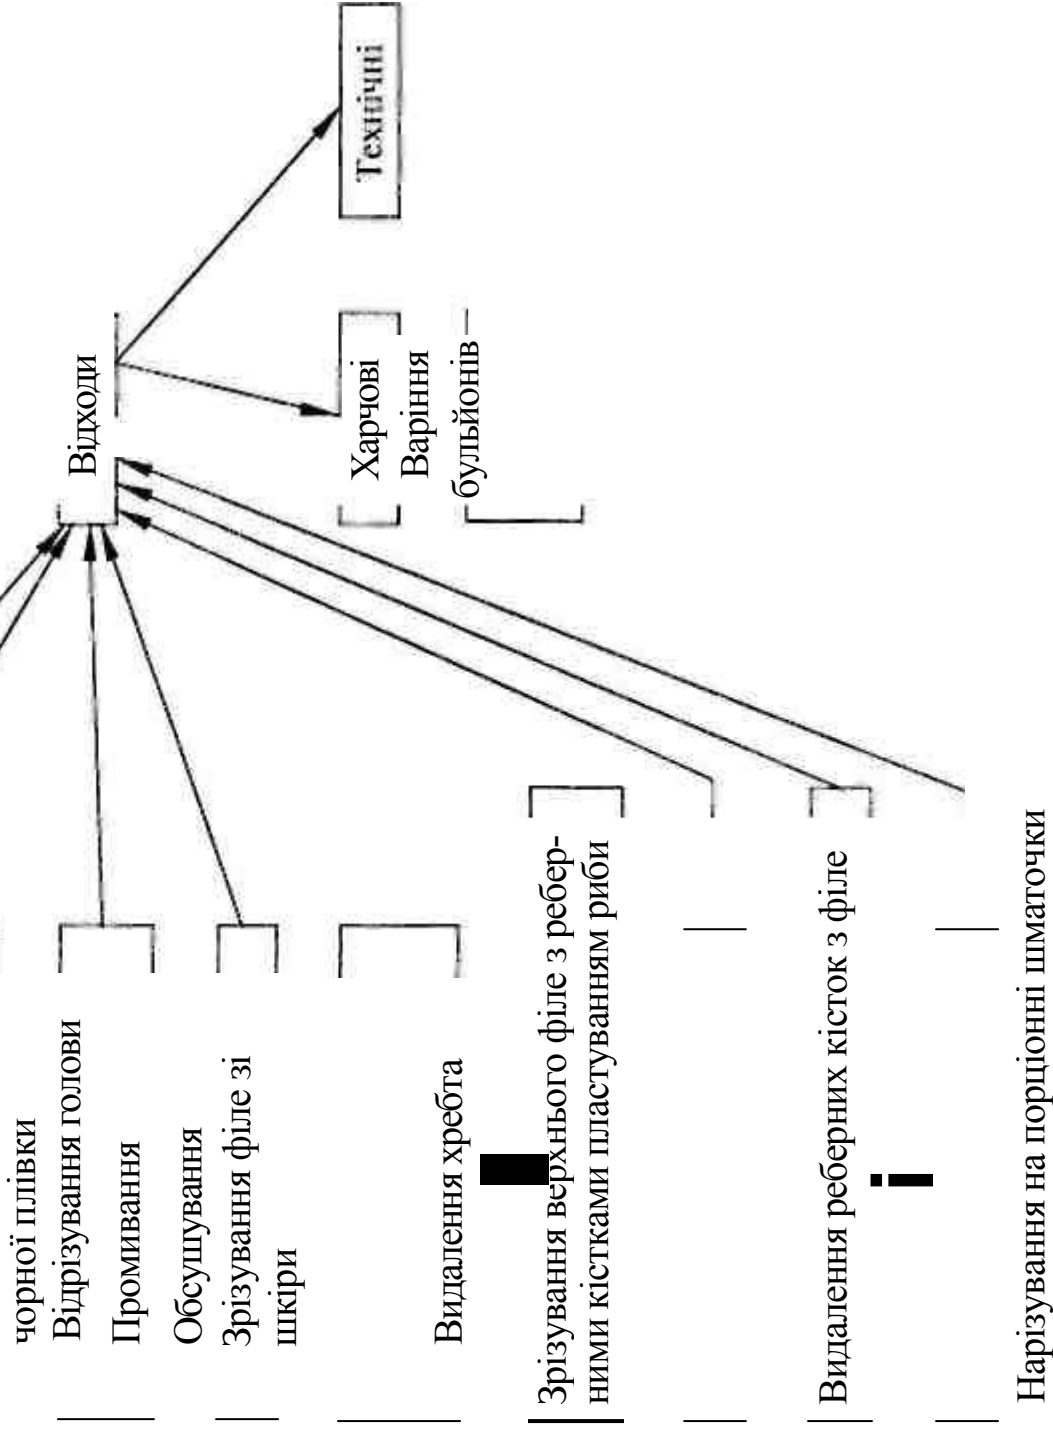 чорної плівки
Відрізування голови
Промивання
Обсушування
Зрізування філе зі
шкіри
Видалення хребта
Зрізування верхнього філе з ребер-
ними кістками пластуванням риби
Видалення реберних кісток з філе
Нарізування на порціонні шматочки
Відходи
Харчові
Варіння
бульйонів
Технічні